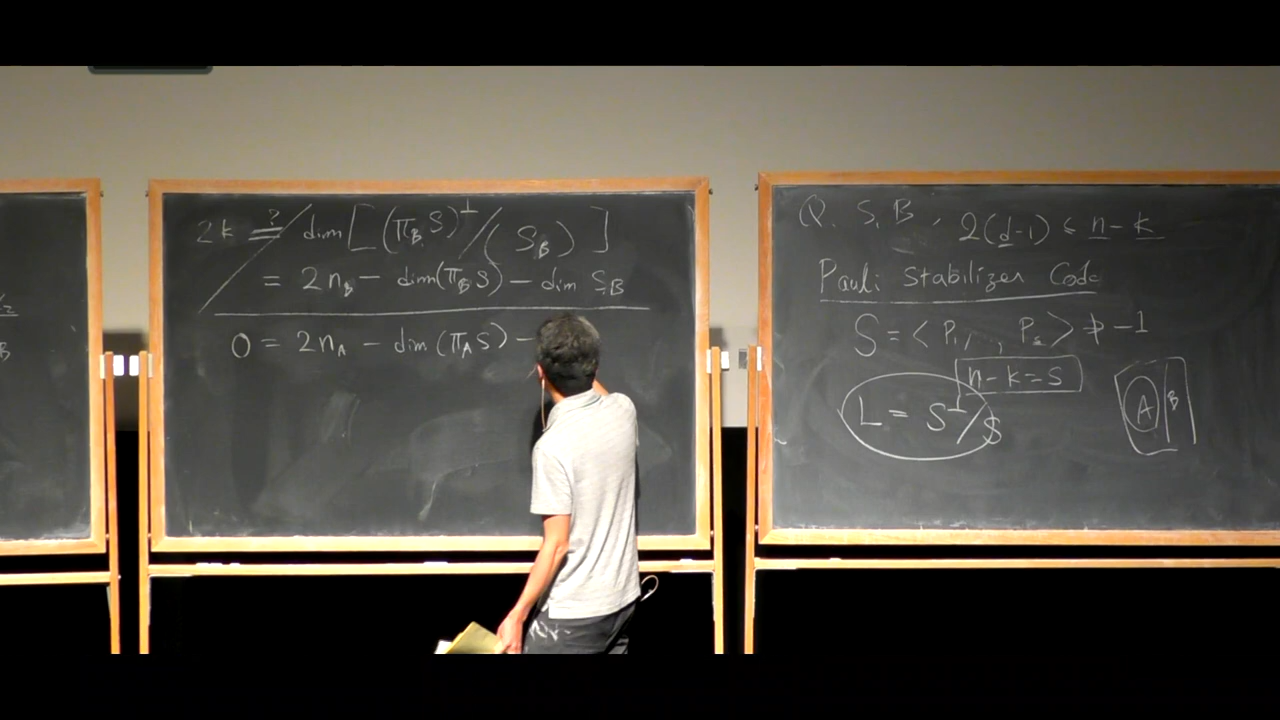 2k ?= dim [ (π_B S)^⊥ / (S_B) ]
= 2n_B - dim(π_B S) - dim S_B
0 = 2n_A - dim(π_A S) -
Q. S. B. 2(d-1) ≤ n-k
Pauli Stabilizer Code
S = < P_1, , P_s > ∌ -1
n-k=s
L = S^⊥/S
A B